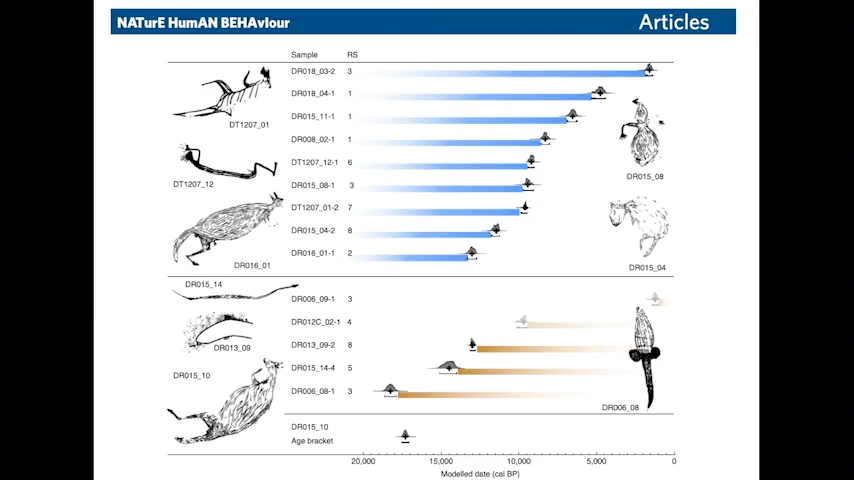 NATurE HumAN BEHAvIour
Articles
Sample RS
DR018_03-2 3
DR018_04-1 1
DR015_11-1 1
DR008_02-1 1
DT1207_12-1 6
DR015_08-1 3
DT1207_01-2 7
DR015_04-2 8
DR016_01-1 2
DT1207_01
DT1207_12
DR016_01
DR015_08
DR015_04
DR015_14
DR006_09-1 3
DR012C_02-1 4
DR013_09-2 8
DR015_14-4 5
DR006_08-1 3
DR013_09
DR015_10
DR006_08
DR015_10
Age bracket
20,000 15,000 10,000 5,000 0
Modelled date (cal BP)